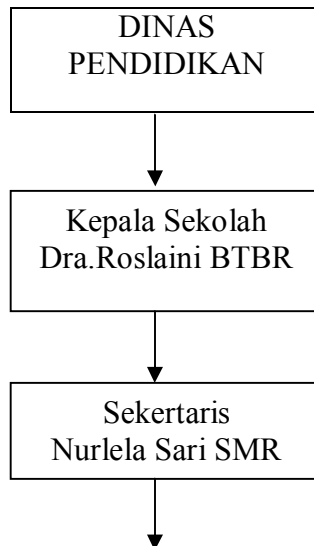 DINAS
PENDIDIKAN
Kepala Sekolah
Dra.Roslaini BTBR
Sekertaris
Nurlela Sari SMR